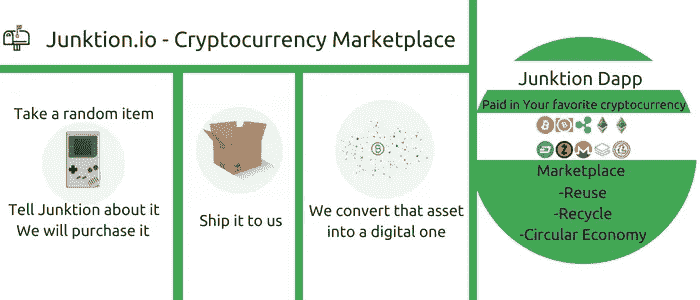 Junktion.io - Cryptocurrency Marketplace
Take a random item
Tell Junktion about it
We will purchase it
Ship it to us
We convert that asset
into a digital one
Junktion Dapp
Paid in Your favorite cryptocurrency
Marketplace
-Reuse
-Recycle
-Circular Economy